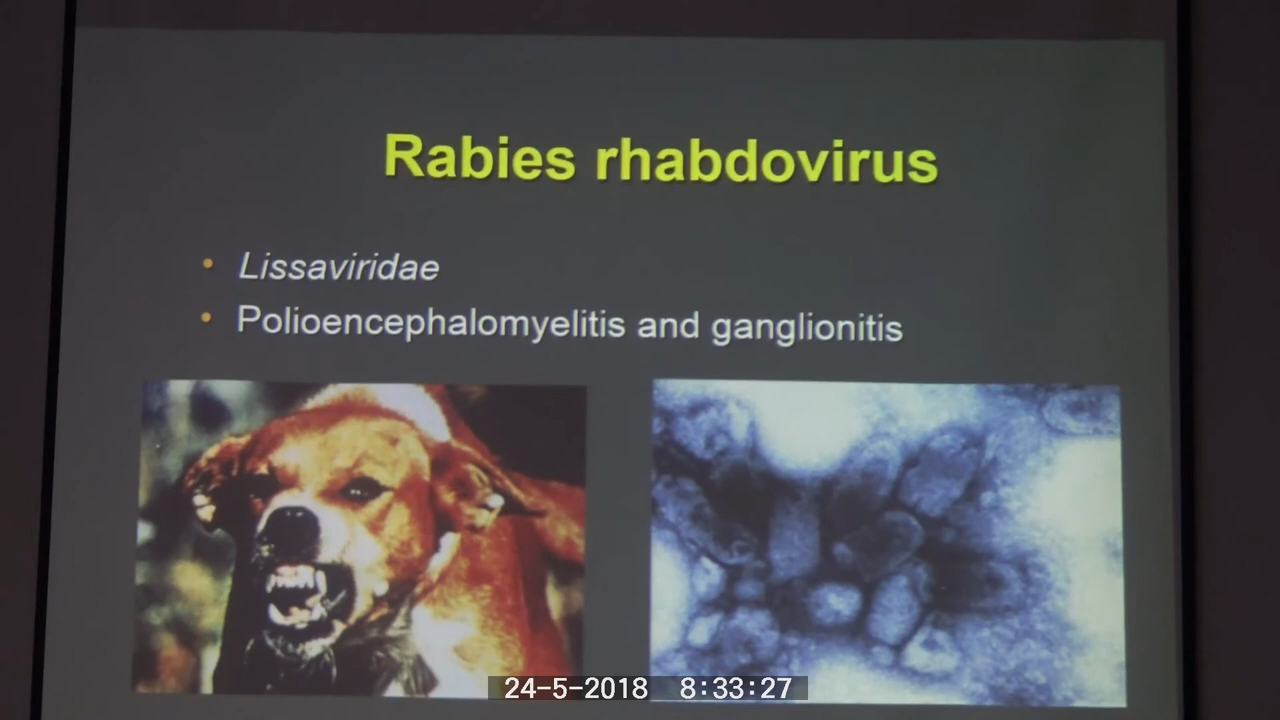 Rabies rhabdovirus
• Lissaviridae
• Polioencephalomyelitis and ganglionitis
24-5-2018 8:33:27